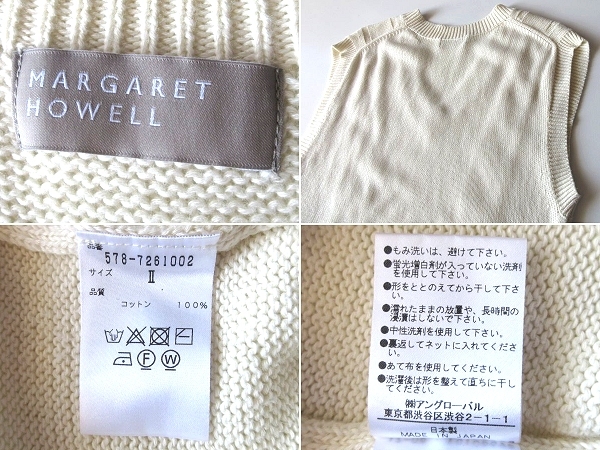 MARGARET
HOWELL
品番
578-7261002
サイズ
II
品質
コットン 100%
F W
●もみ洗いは、避けて下さい。
●蛍光増白剤が入っていない洗剤
を使用して下さい。
●形をととのえてから干して下さい。
●濡れたままの放置や、長時間の
浸漬はしないで下さい。
●中性洗剤を使用して下さい。
●裏返してネットに入れてくださ
い。
●あて布を使用してください。
●洗濯後は形を整えて直ちに干し
てください。
㈱アングローバル
東京都渋谷区渋谷2-1-1
日本製
MADE IN JAPAN